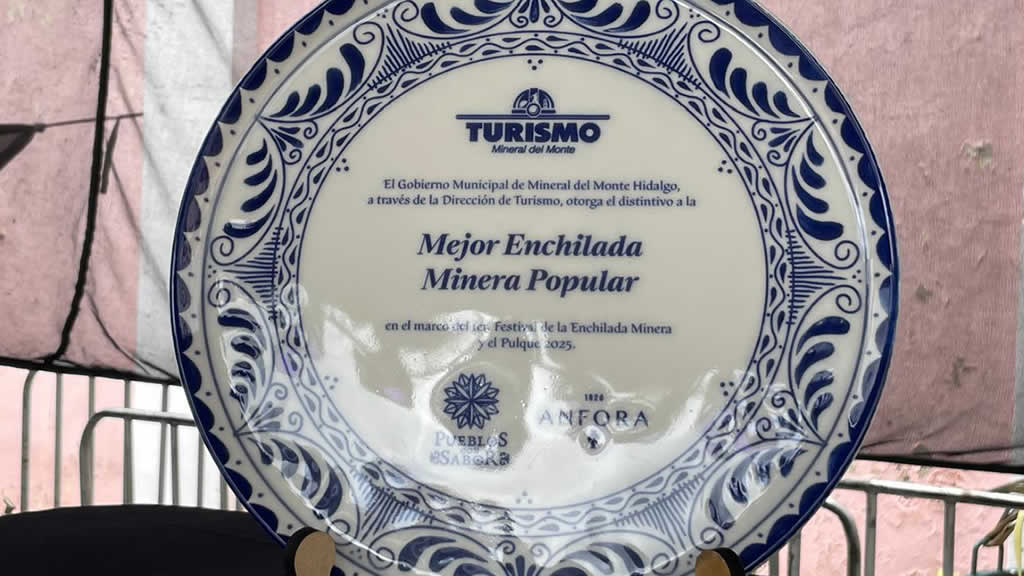 TURISMO
Mineral del Monte
El Gobierno Municipal de Mineral del Monte Hidalgo,
a través de la Dirección de Turismo, otorga el distintivo a la
Mejor Enchilada
Minera Popular
en el marco del 1er. Festival de la Enchilada Minera
y el Pulque 2025.
PUEBLOS
SABOR
1920
ANFORA